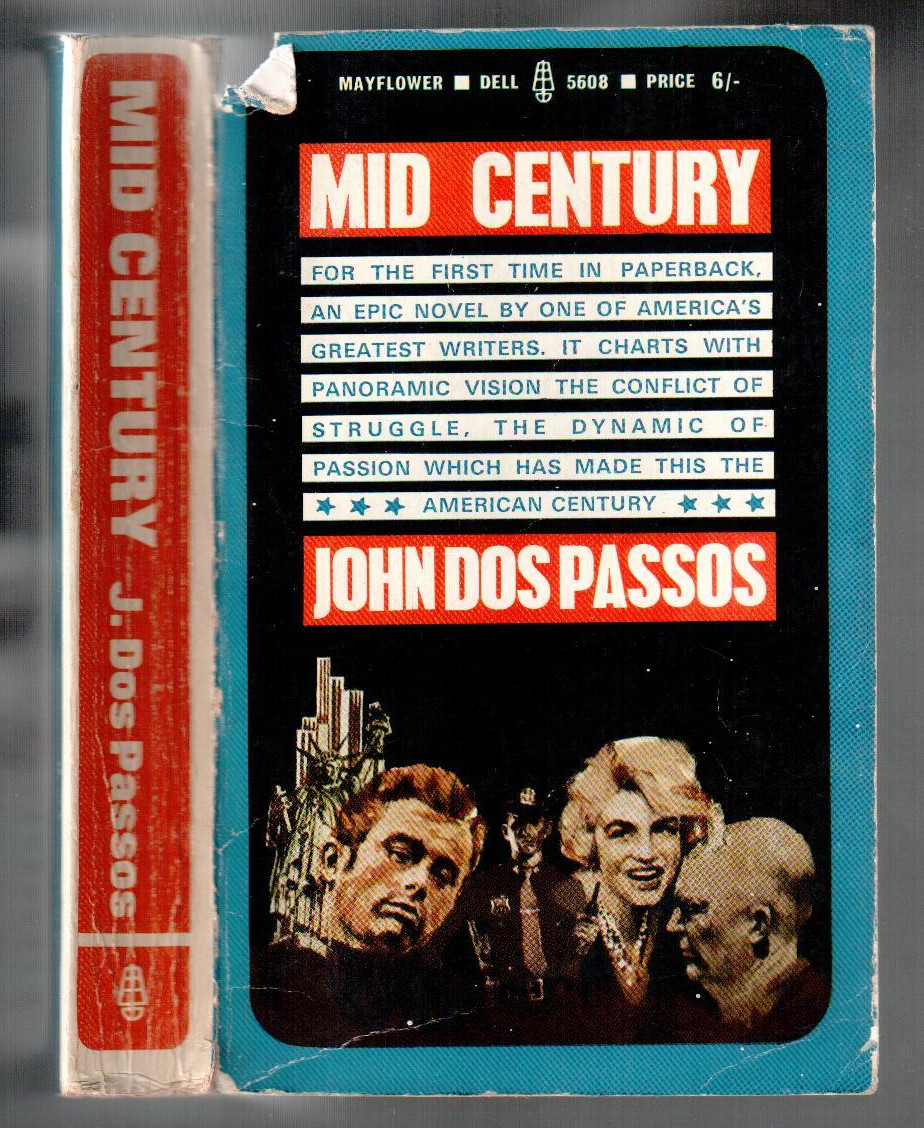 MID CENTURY J. DOS PASSOS
MAYFLOWER ■ DELL 5608 ■ PRICE 6/-
MID CENTURY
FOR THE FIRST TIME IN PAPERBACK,
AN EPIC NOVEL BY ONE OF AMERICA'S
GREATEST WRITERS. IT CHARTS WITH
PANORAMIC VISION THE CONFLICT OF
STRUGGLE, THE DYNAMIC OF
PASSION WHICH HAS MADE THIS THE
★ ★ ★ AMERICAN CENTURY ★ ★ ★
JOHN DOS PASSOS